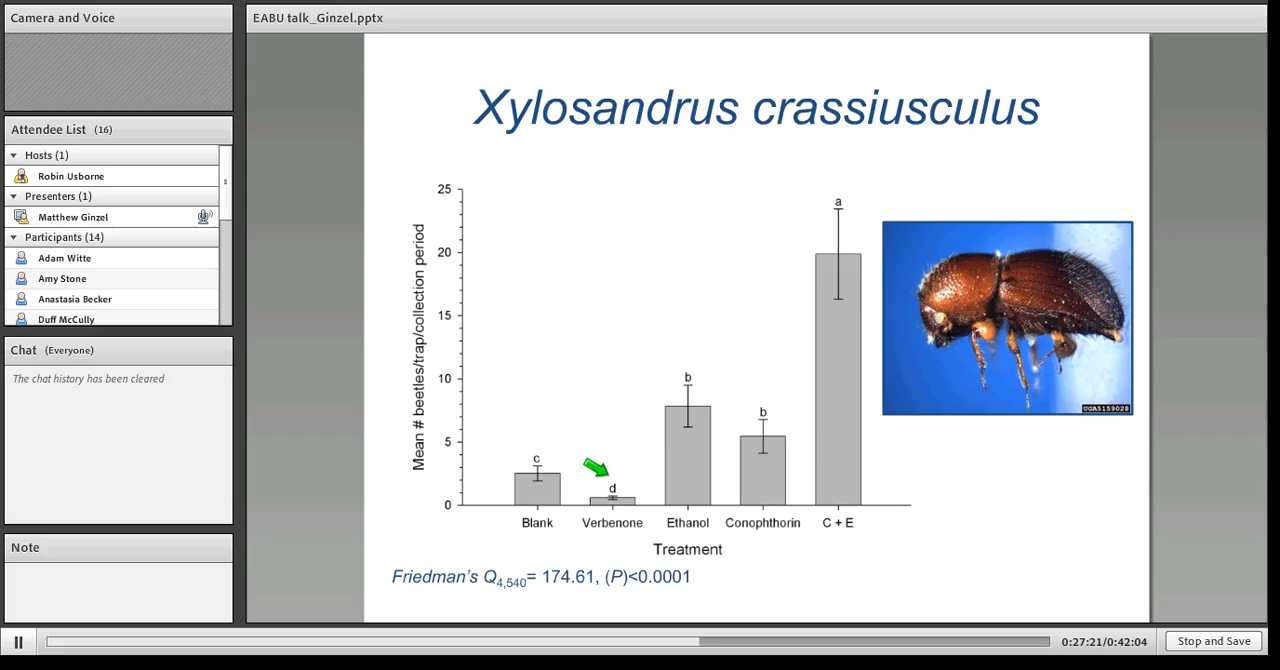 Camera and Voice
Attendee List (16)
Hosts (1)
Robin Usborne
Presenters (1)
Matthew Ginzel
Participants (14)
Adam Witte
Amy Stone
Anastasia Becker
Duff McCully
Chat (Everyone)
The chat history has been cleared
Note
EABU talk_Ginzel.pptx
Xylosandrus crassiusculus
Mean # beetles/trap/collection period
25
20
15
10
5
0
c
d
b
b
a
Blank Verbenone Ethanol Conophthorin C + E
Treatment
UGA5159028
Friedman's Q4,540= 174.61, (P)<0.0001
0:27:21/0:42:04
Stop and Save